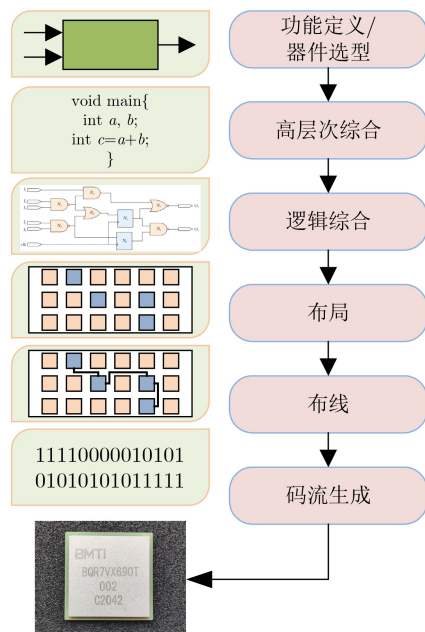 功能定义/
器件选型
void main{
int a, b;
int c=a+b;
}
高层次综合
逻辑综合
布局
布线
11110000010101
01010101011111
码流生成
BMTI
BQR7VX690T
002
C2042